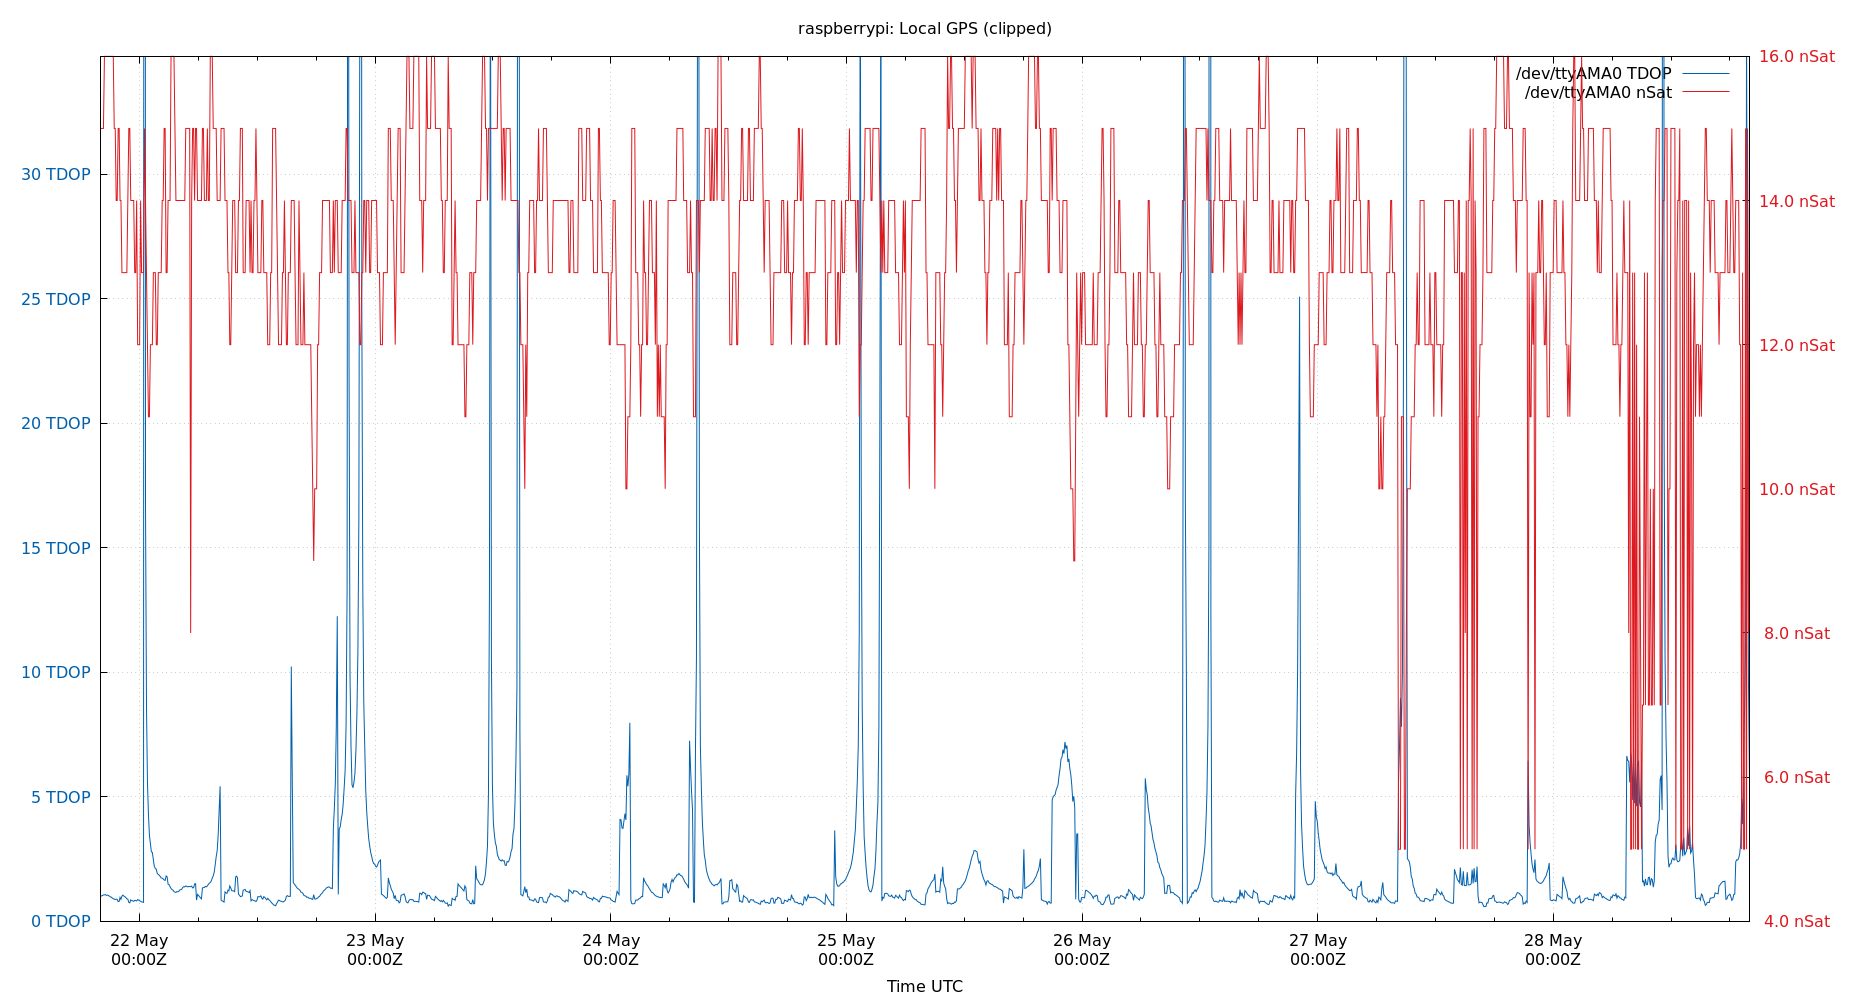 raspberrypi: Local GPS (clipped)
/dev/ttyAMA0 TDOP
/dev/ttyAMA0 nSat
30 TDOP
25 TDOP
20 TDOP
15 TDOP
10 TDOP
5 TDOP
0 TDOP
16.0 nSat
14.0 nSat
12.0 nSat
10.0 nSat
8.0 nSat
6.0 nSat
4.0 nSat
22 May
00:00Z
23 May
00:00Z
24 May
00:00Z
25 May
00:00Z
26 May
00:00Z
27 May
00:00Z
28 May
00:00Z
Time UTC